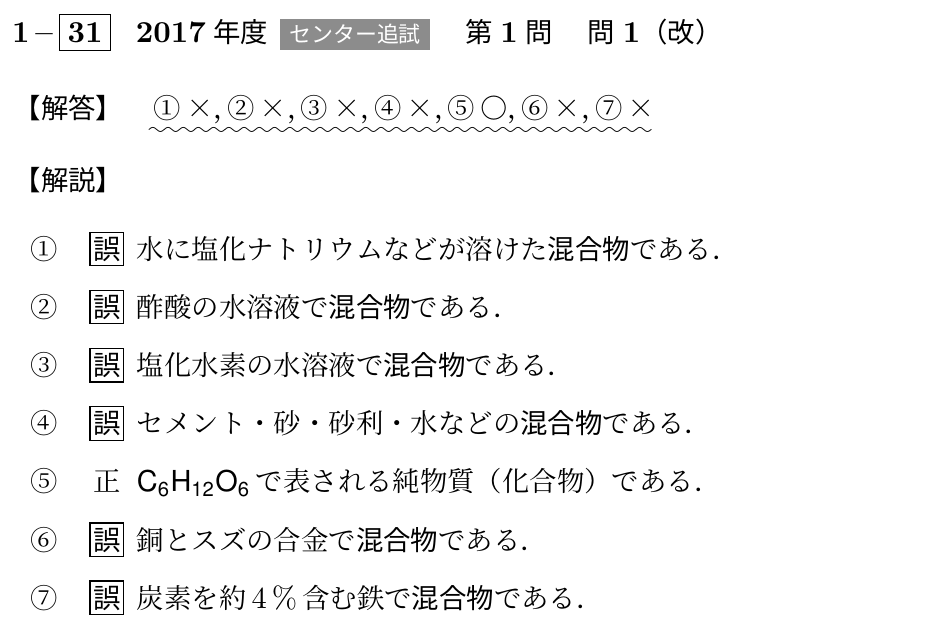 1–31 2017 年度 センター追試 第 1 問 問 1（改）
【解答】 ① ×, ② ×, ③ ×, ④ ×, ⑤ ○, ⑥ ×, ⑦ ×
【解説】
① 誤 水に塩化ナトリウムなどが溶けた混合物である．
② 誤 酢酸の水溶液で混合物である．
③ 誤 塩化水素の水溶液で混合物である．
④ 誤 セメント・砂・砂利・水などの混合物である．
⑤ 正 C₆H₁₂O₆ で表される純物質（化合物）である．
⑥ 誤 銅とスズの合金で混合物である．
⑦ 誤 炭素を約 4 % 含む鉄で混合物である．